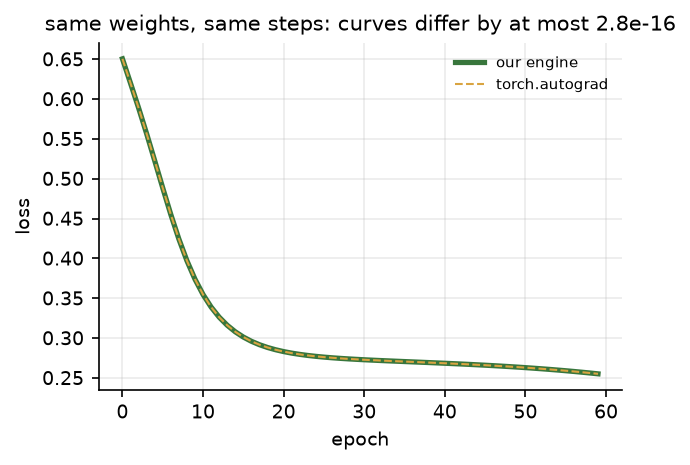 same weights, same steps: curves differ by at most 2.8e-16
our engine
torch.autograd
0.65
0.60
0.55
0.50
0.45
0.40
0.35
0.30
0.25
loss
0 10 20 30 40 50 60
epoch